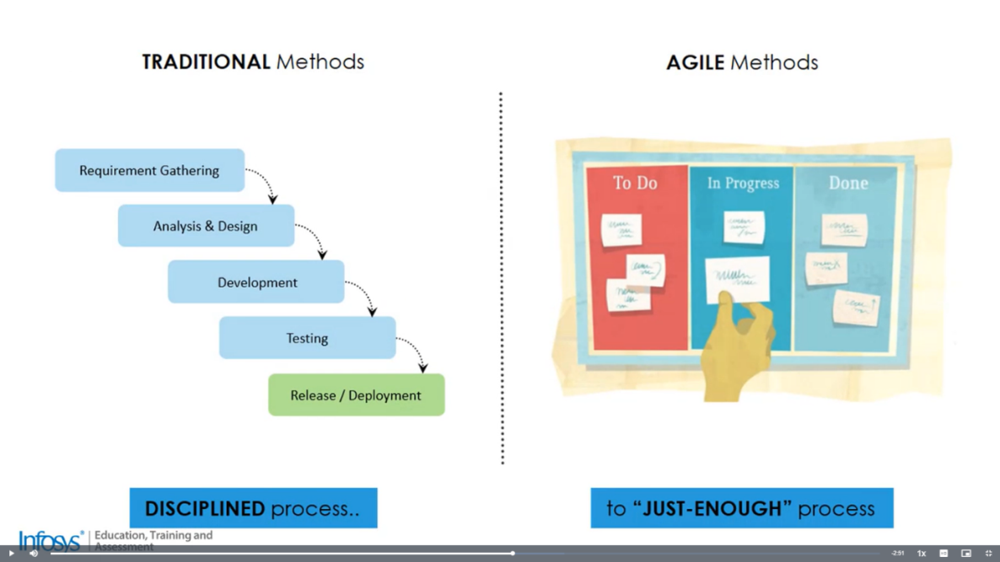 TRADITIONAL Methods
AGILE Methods
Requirement Gathering
Analysis & Design
Development
Testing
Release / Deployment
To Do
In Progress
Done
DISCIPLINED process..
to “JUST-ENOUGH” process
Infosys® | Education, Training and
Assessment
-2:51
1x